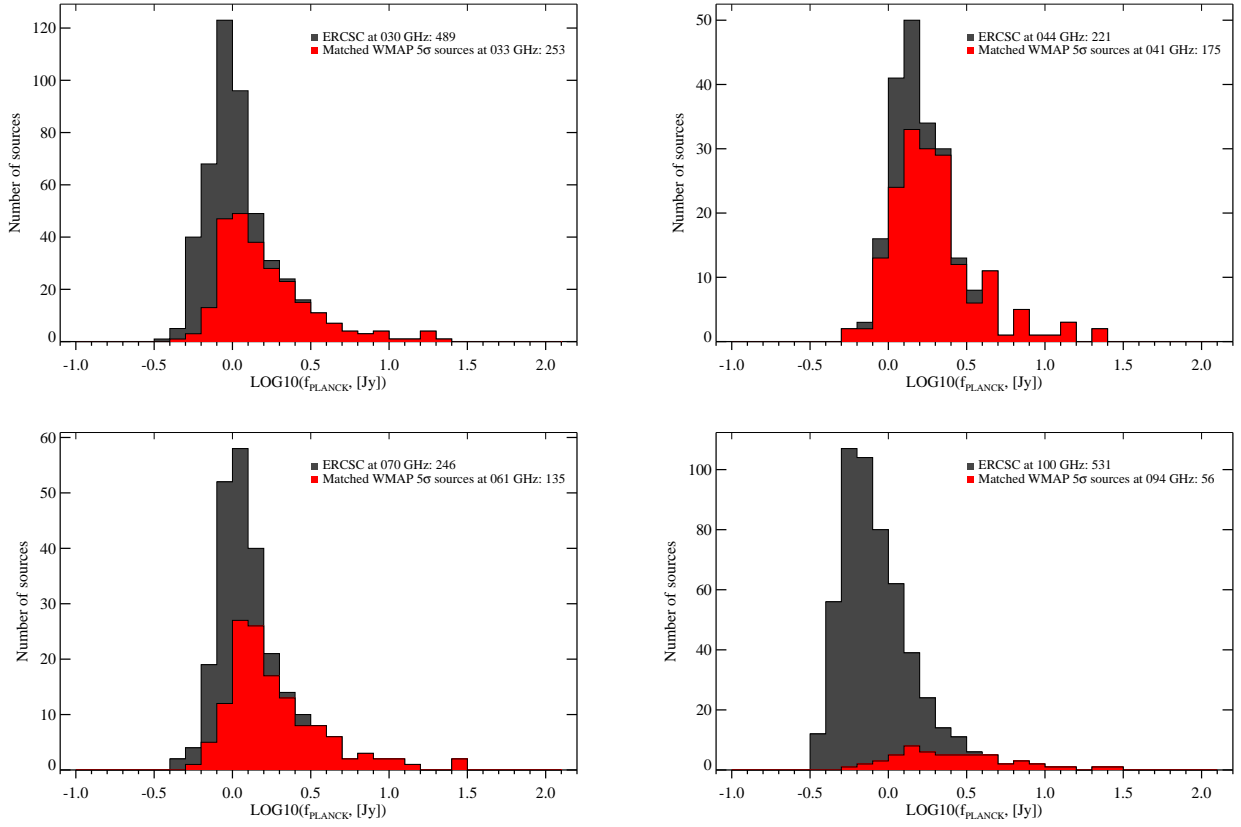 ERCSC at 030 GHz: 489
Matched WMAP 5σ sources at 033 GHz: 253
Number of sources
120
100
80
60
40
20
0
-1.0 -0.5 0.0 0.5 1.0 1.5 2.0
LOG10(f_PLANCK, [Jy])
ERCSC at 044 GHz: 221
Matched WMAP 5σ sources at 041 GHz: 175
Number of sources
50
40
30
20
10
0
-1.0 -0.5 0.0 0.5 1.0 1.5 2.0
LOG10(f_PLANCK, [Jy])
ERCSC at 070 GHz: 246
Matched WMAP 5σ sources at 061 GHz: 135
Number of sources
60
50
40
30
20
10
0
-1.0 -0.5 0.0 0.5 1.0 1.5 2.0
LOG10(f_PLANCK, [Jy])
ERCSC at 100 GHz: 531
Matched WMAP 5σ sources at 094 GHz: 56
Number of sources
100
80
60
40
20
0
-1.0 -0.5 0.0 0.5 1.0 1.5 2.0
LOG10(f_PLANCK, [Jy])